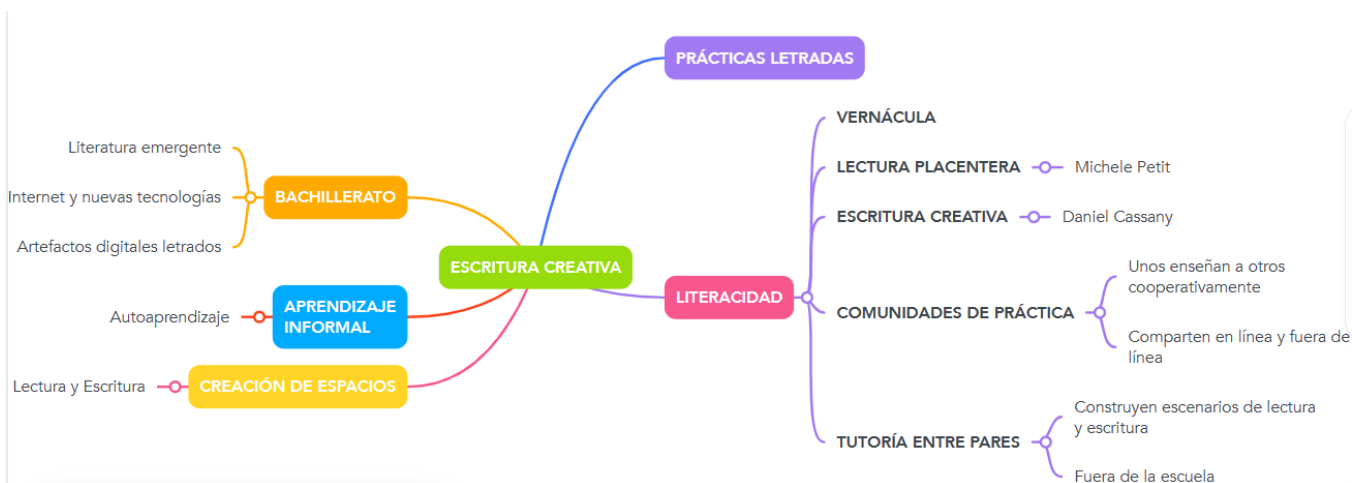 PRÁCTICAS LETRADAS
VERNÁCULA
LECTURA PLACENTERA
Michele Petit
ESCRITURA CREATIVA
Daniel Cassany
LITERACIDAD
COMUNIDADES DE PRÁCTICA
Unos enseñan a otros
cooperativamente
Comparten en línea y fuera de
línea
TUTORÍA ENTRE PARES
Construyen escenarios de lectura
y escritura
Fuera de la escuela
ESCRITURA CREATIVA
BACHILLERATO
Literatura emergente
Internet y nuevas tecnologías
Artefactos digitales letrados
APRENDIZAJE
INFORMAL
Autoaprendizaje
CREACIÓN DE ESPACIOS
Lectura y Escritura